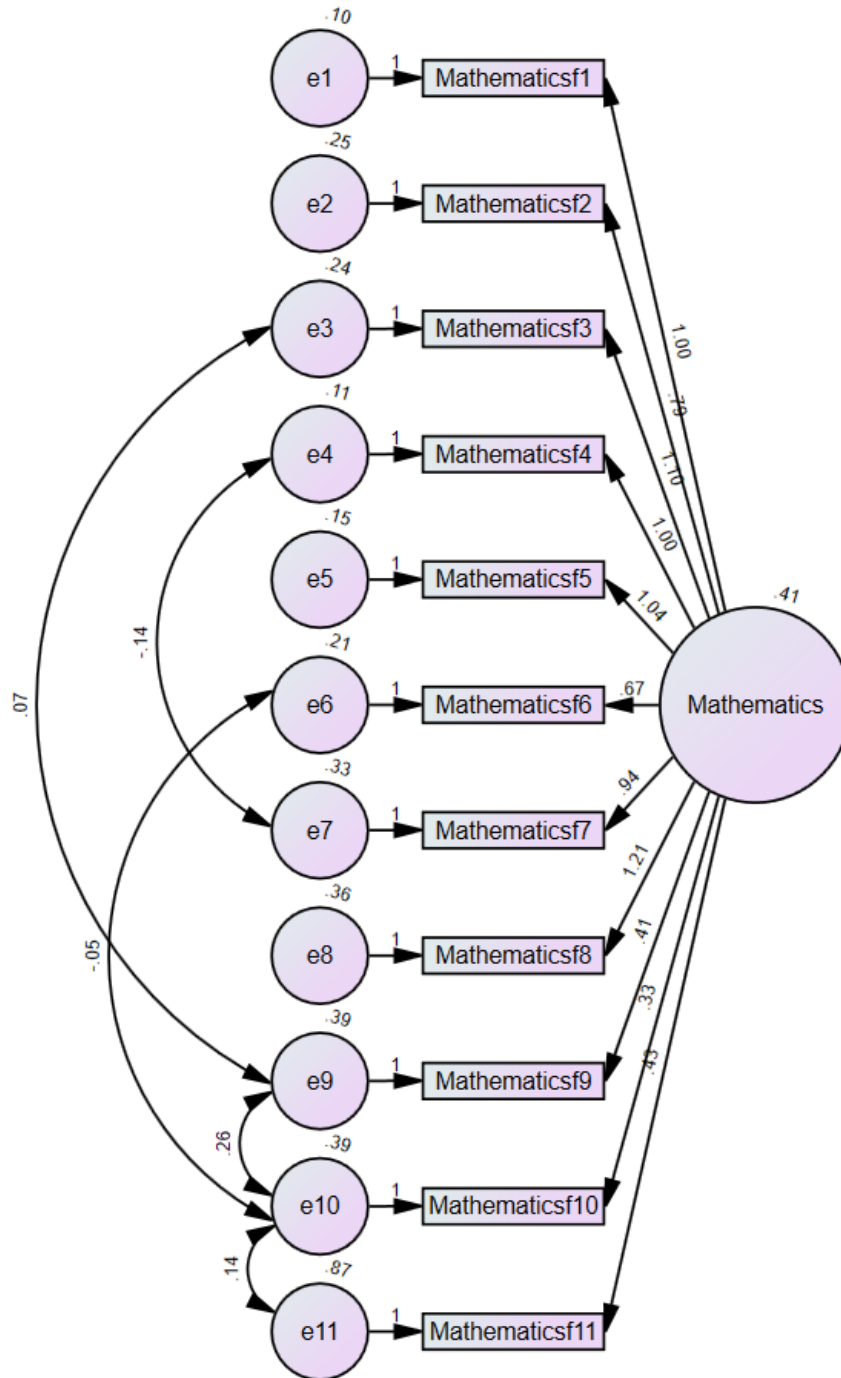 .10
e1
1
Mathematicsf1
.25
e2
1
Mathematicsf2
.24
e3
1
Mathematicsf3
1.00
.11
e4
1
Mathematicsf4
.79
1.10
1.00
.15
e5
1
Mathematicsf5
1.04
.41
-.14
.21
e6
1
Mathematicsf6
.67
Mathematics
.07
.33
e7
1
Mathematicsf7
.94
.36
e8
1
Mathematicsf8
1.21
-.05
.41
.39
e9
1
Mathematicsf9
.33
.43
.26
.39
e10
1
Mathematicsf10
.14
.87
e11
1
Mathematicsf11